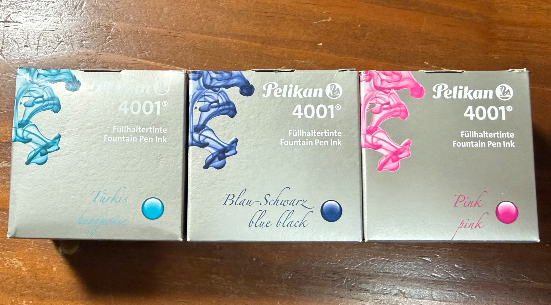 Pelikan
4001®
Füllhaltertinte
Fountain Pen Ink
Türkis
turquoise
Pelikan
4001®
Füllhaltertinte
Fountain Pen Ink
Blau-Schwarz
blue black
Pelikan
4001®
Füllhaltertinte
Fountain Pen Ink
Pink
pink